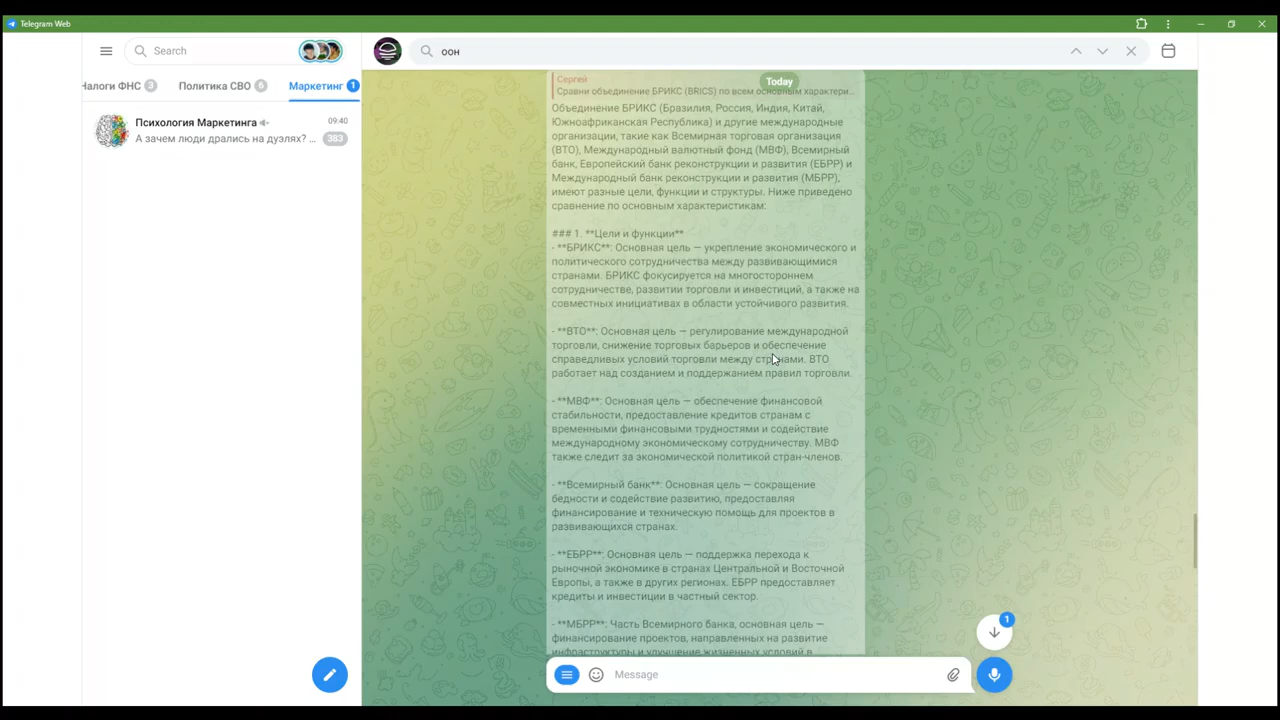 Telegram Web
Search
оон
Налоги ФНС 3
Политика СВО 6
Маркетинг 1
Психология Маркетинга
09:40
А зачем люди дрались на дуэлях? ...
383
Today
Сергей
Сравни объединение БРИКС (BRICS) по всем основным характери...
Объединение БРИКС (Бразилия, Россия, Индия, Китай,
Южноафриканская Республика) и другие международные
организации, такие как Всемирная торговая организация
(ВТО), Международный валютный фонд (МВФ), Всемирный
банк, Европейский банк реконструкции и развития (ЕБРР) и
Международный банк реконструкции и развития (МБРР),
имеют разные цели, функции и структуры. Ниже приведено
сравнение по основным характеристикам:
### 1. **Цели и функции**
- **БРИКС**: Основная цель — укрепление экономического и
политического сотрудничества между развивающимися
странами. БРИКС фокусируется на многостороннем
сотрудничестве, развитии торговли и инвестиций, а также на
совместных инициативах в области устойчивого развития.
- **ВТО**: Основная цель — регулирование международной
торговли, снижение торговых барьеров и обеспечение
справедливых условий торговли между странами. ВТО
работает над созданием и поддержанием правил торговли.
- **МВФ**: Основная цель — обеспечение финансовой
стабильности, предоставление кредитов странам с
временными финансовыми трудностями и содействие
международному экономическому сотрудничеству. МВФ
также следит за экономической политикой стран-членов.
- **Всемирный банк**: Основная цель — сокращение
бедности и содействие развитию, предоставляя
финансирование и техническую помощь для проектов в
развивающихся странах.
- **ЕБРР**: Основная цель — поддержка перехода к
рыночной экономике в странах Центральной и Восточной
Европы, а также в других регионах. ЕБРР предоставляет
кредиты и инвестиции в частный сектор.
- **МБРР**: Часть Всемирного банка, основная цель —
финансирование проектов, направленных на развитие
инфраструктуры и улучшение жизненных условий в
1
Message